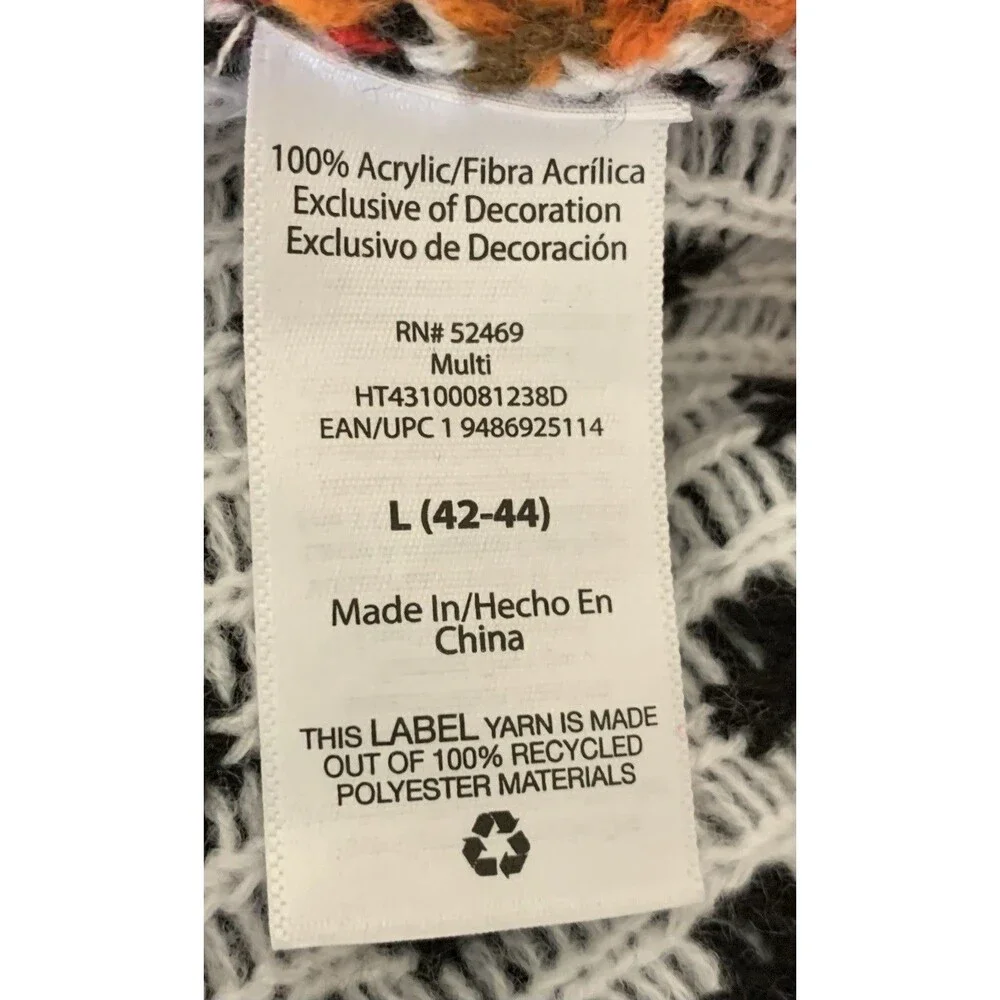 100% Acrylic/Fibra Acrílica
Exclusive of Decoration
Exclusivo de Decoración
RN# 52469
Multi
HT43100081238D
EAN/UPC 1 9486925114
L (42-44)
Made In/Hecho En
China
THIS LABEL YARN IS MADE
OUT OF 100% RECYCLED
POLYESTER MATERIALS